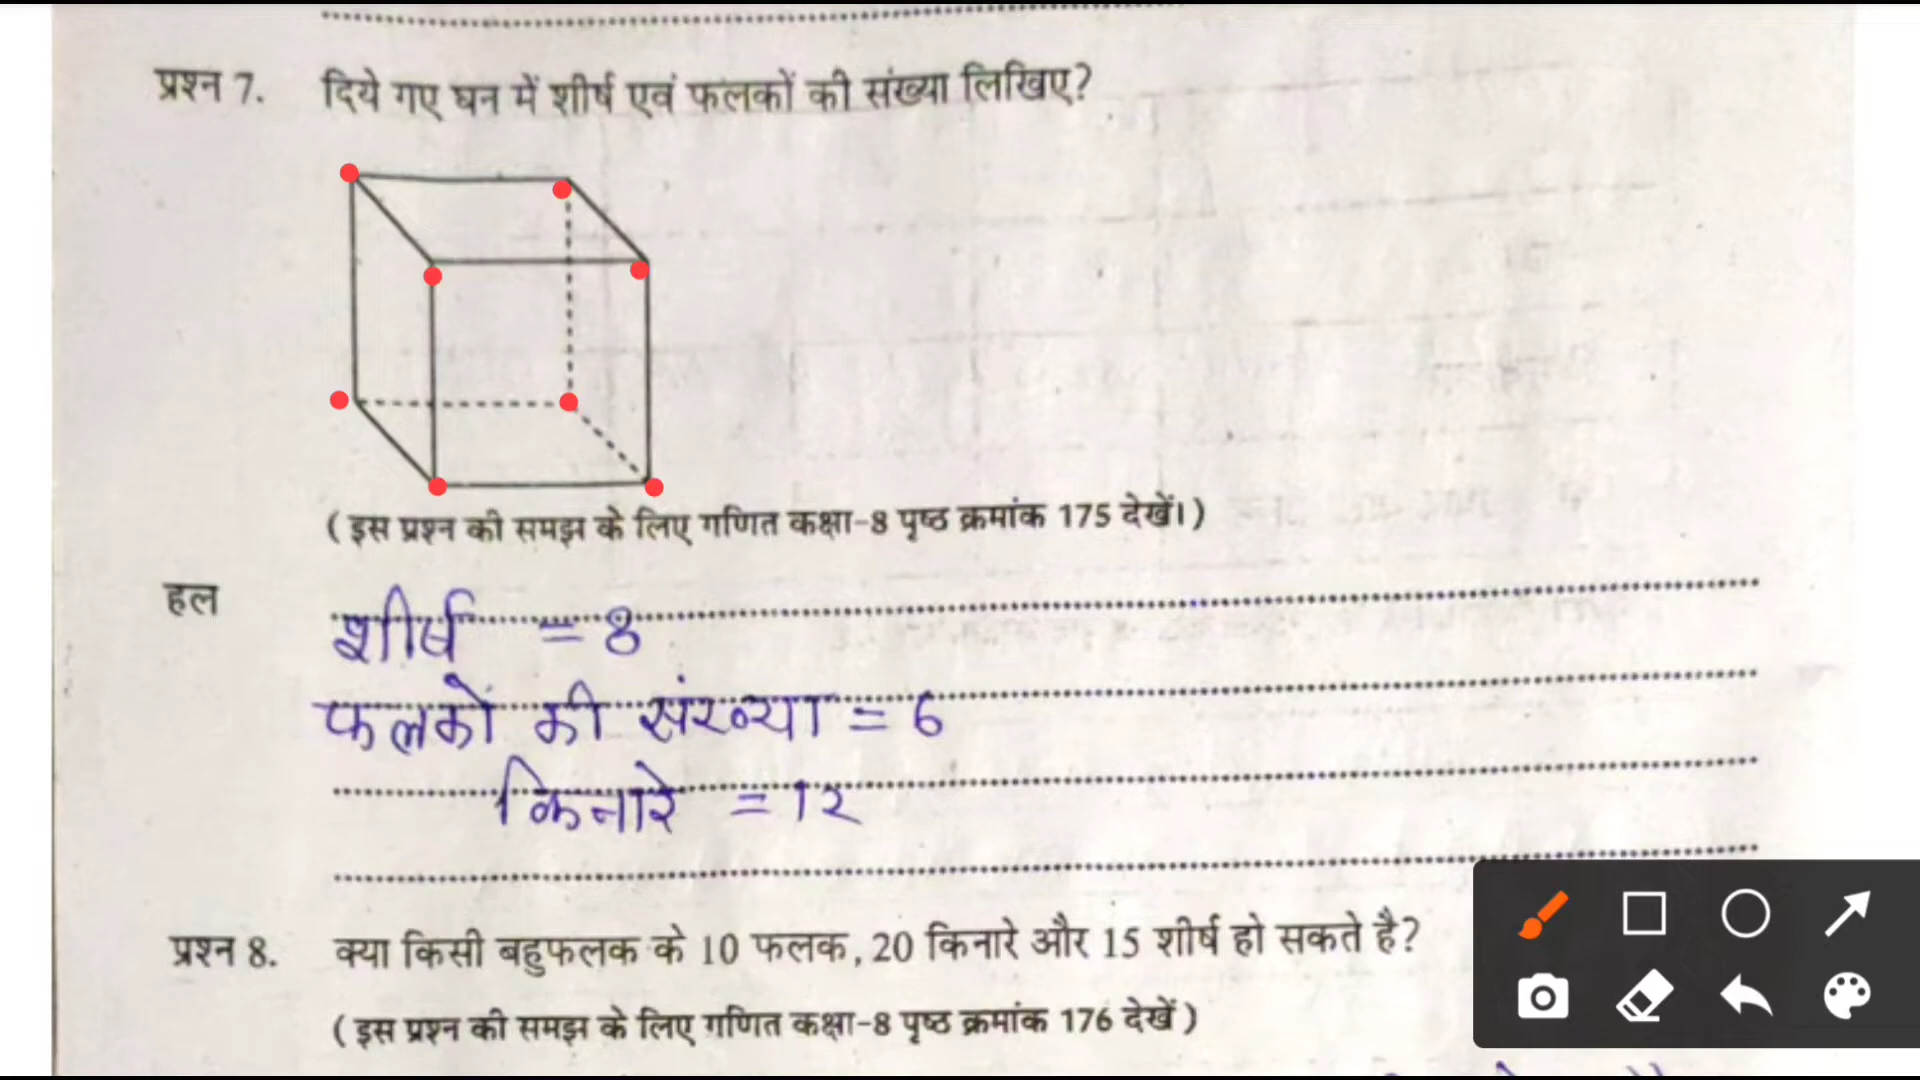 प्रश्न 7. दिये गए घन में शीर्ष एवं फलकों की संख्या लिखिए?
(इस प्रश्न की समझ के लिए गणित कक्षा-8 पृष्ठ क्रमांक 175 देखें।)
हल
शीर्ष = 8
फलकों की संख्या = 6
किनारे = 12
प्रश्न 8. क्या किसी बहुफलक के 10 फलक, 20 किनारे और 15 शीर्ष हो सकते है?
(इस प्रश्न की समझ के लिए गणित कक्षा-8 पृष्ठ क्रमांक 176 देखें)